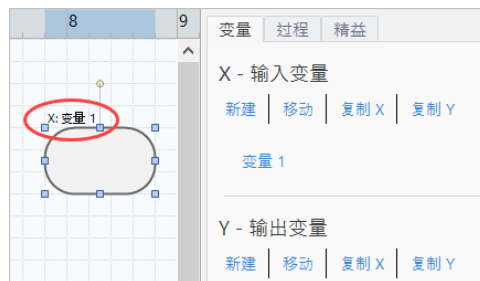 8 9
变量 过程 精益
X - 输入变量
新建 移动 复制 X 复制 Y
X: 变量 1
变量 1
Y - 输出变量
新建 移动 复制 X 复制 Y